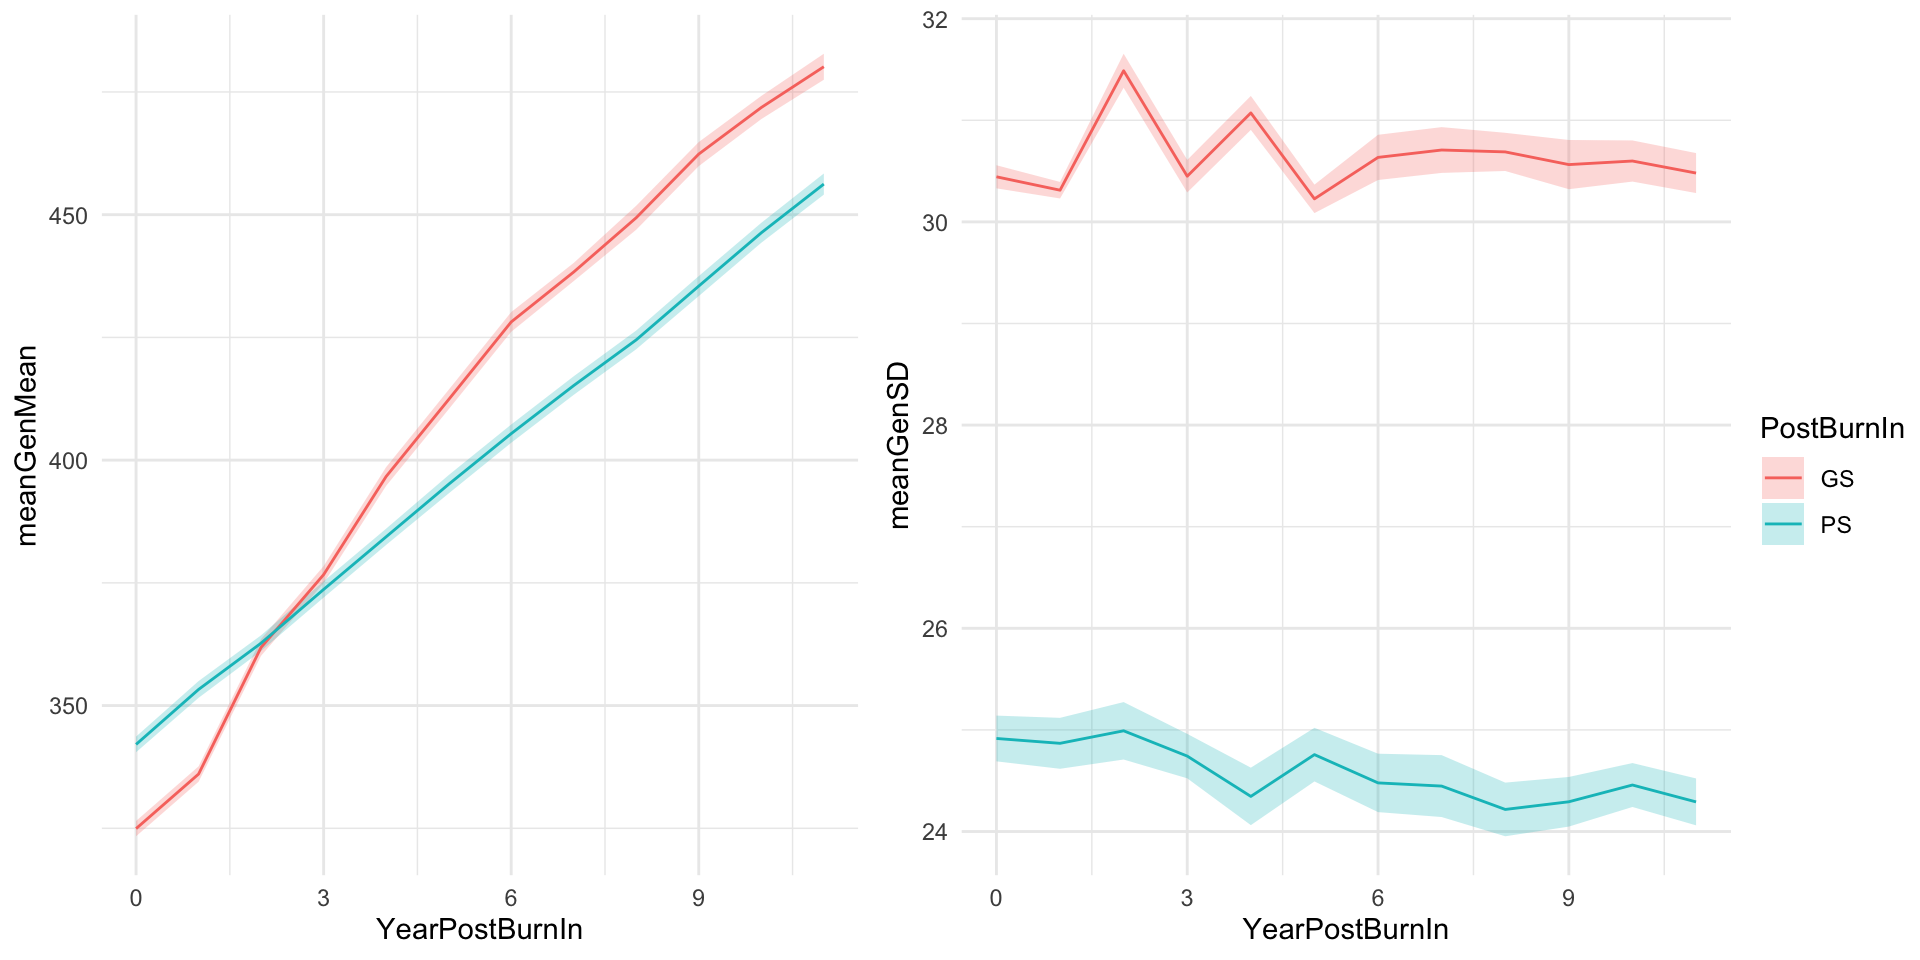 meanGenMean
450
400
350
0 3 6 9
YearPostBurnIn
meanGenSD
32
30
28
26
24
0 3 6 9
YearPostBurnIn
PostBurnIn
GS
PS